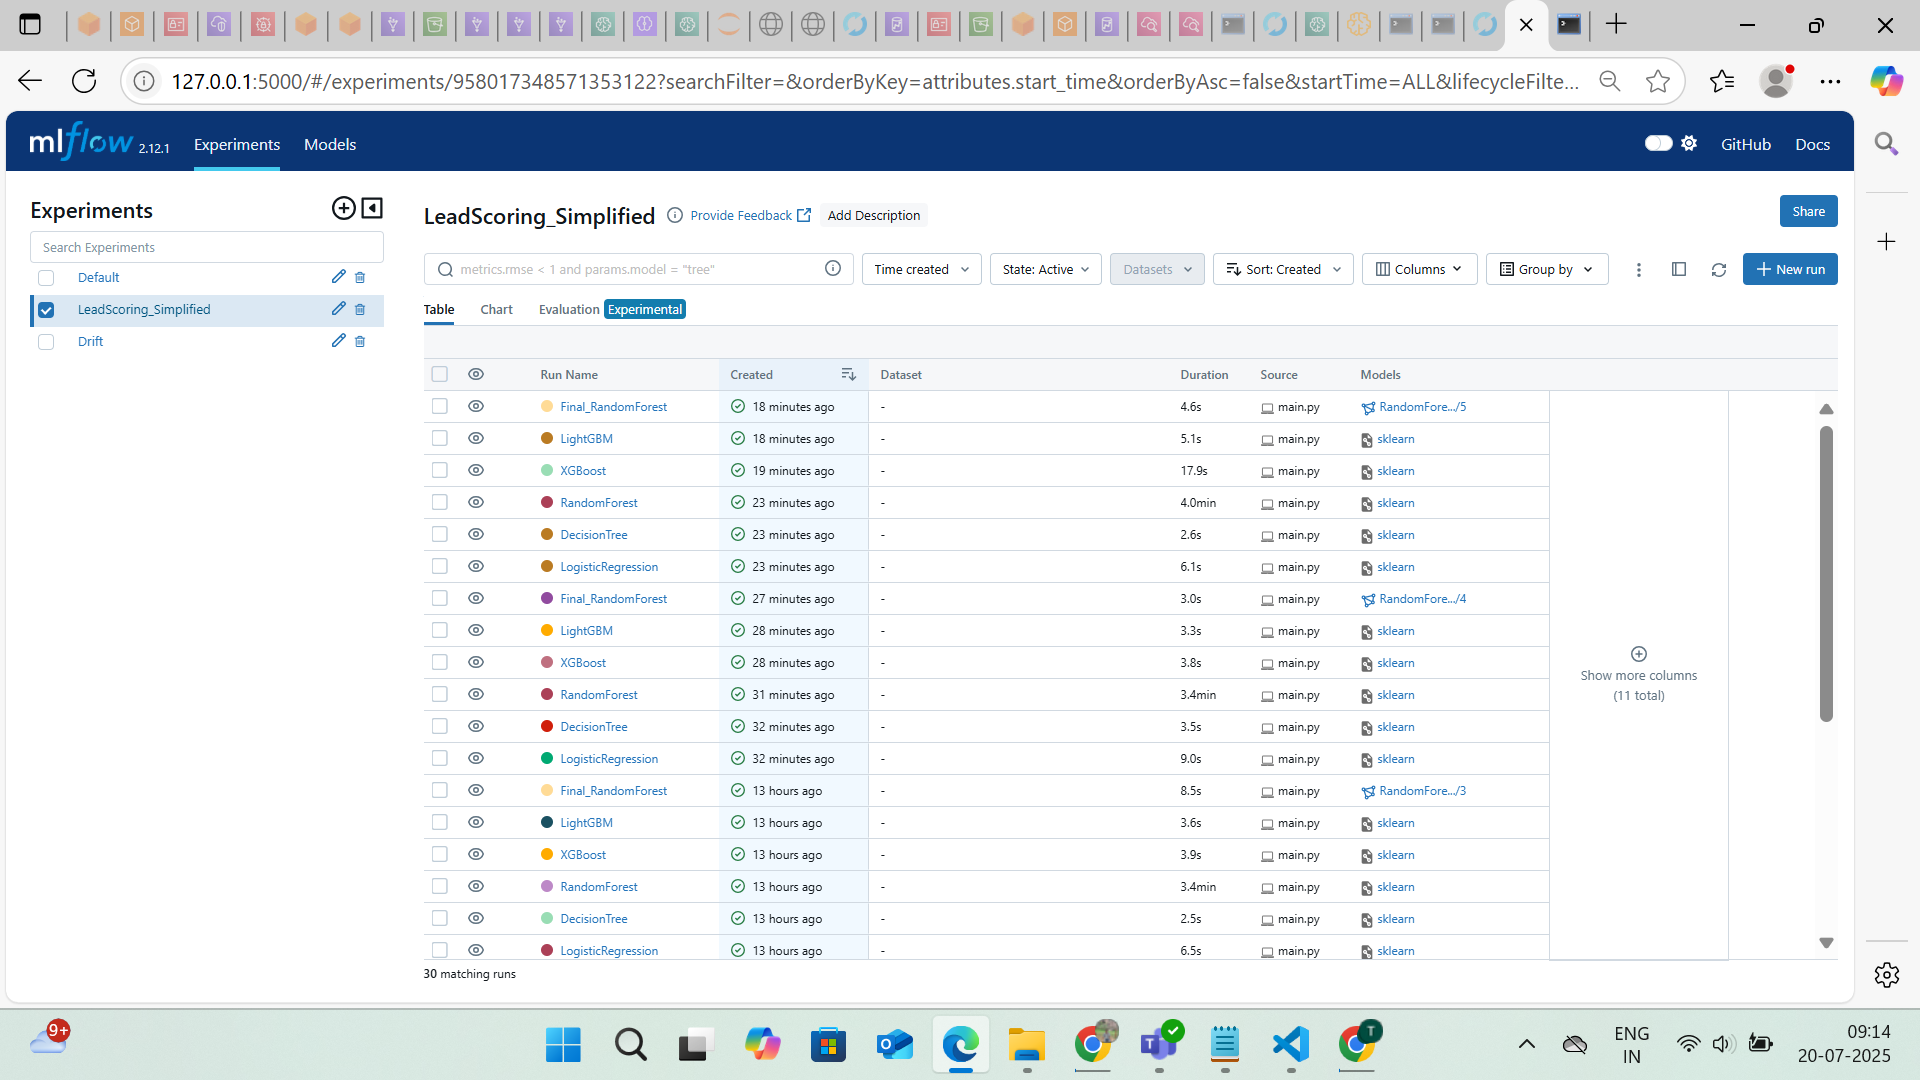 127.0.0.1:5000/#/experiments/958017348571353122?searchFilter=&orderByKey=attributes.start_time&orderByAsc=false&startTime=ALL&lifecycleFilte...
mlflow 2.12.1 Experiments Models GitHub Docs
Experiments
Search Experiments
Default
LeadScoring_Simplified
Drift
LeadScoring_Simplified Provide Feedback Add Description Share
metrics.rmse < 1 and params.model = "tree" Time created State: Active Datasets Sort: Created Columns Group by New run
Table Chart Evaluation Experimental
Run Name Created Dataset Duration Source Models
Final_RandomForest 18 minutes ago - 4.6s main.py RandomFore.../5
LightGBM 18 minutes ago - 5.1s main.py sklearn
XGBoost 19 minutes ago - 17.9s main.py sklearn
RandomForest 23 minutes ago - 4.0min main.py sklearn
DecisionTree 23 minutes ago - 2.6s main.py sklearn
LogisticRegression 23 minutes ago - 6.1s main.py sklearn
Final_RandomForest 27 minutes ago - 3.0s main.py RandomFore.../4
LightGBM 28 minutes ago - 3.3s main.py sklearn
XGBoost 28 minutes ago - 3.8s main.py sklearn
RandomForest 31 minutes ago - 3.4min main.py sklearn
DecisionTree 32 minutes ago - 3.5s main.py sklearn
LogisticRegression 32 minutes ago - 9.0s main.py sklearn
Final_RandomForest 13 hours ago - 8.5s main.py RandomFore.../3
LightGBM 13 hours ago - 3.6s main.py sklearn
XGBoost 13 hours ago - 3.9s main.py sklearn
RandomForest 13 hours ago - 3.4min main.py sklearn
DecisionTree 13 hours ago - 2.5s main.py sklearn
LogisticRegression 13 hours ago - 6.5s main.py sklearn
Show more columns
(11 total)
30 matching runs
9+
T
ENG
IN
09:14
20-07-2025